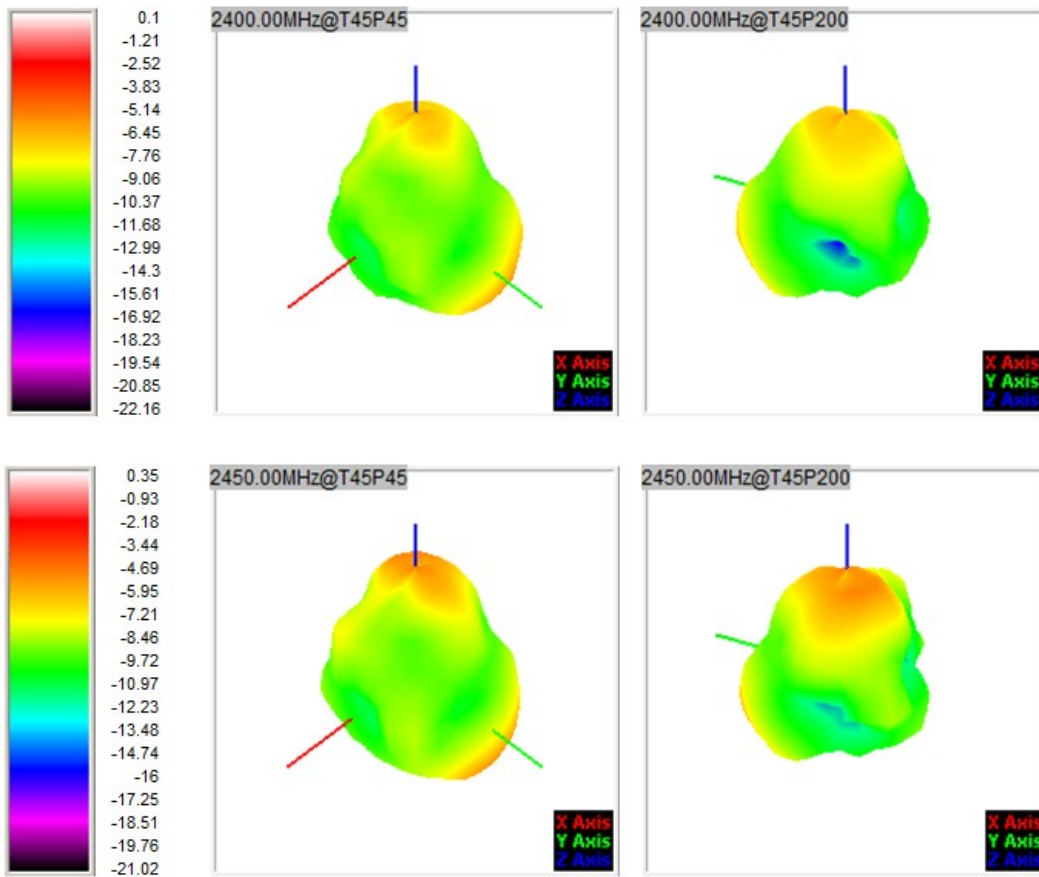 2400.00MHz@T45P45
2400.00MHz@T45P200
0.1
-1.21
-2.52
-3.83
-5.14
-6.45
-7.76
-9.06
-10.37
-11.68
-12.99
-14.3
-15.61
-16.92
-18.23
-19.54
-20.85
-22.16
X Axis
Y Axis
Z Axis
X Axis
Y Axis
Z Axis
2450.00MHz@T45P45
2450.00MHz@T45P200
0.35
-0.93
-2.18
-3.44
-4.69
-5.95
-7.21
-8.46
-9.72
-10.97
-12.23
-13.48
-14.74
-16
-17.25
-18.51
-19.76
-21.02
X Axis
Y Axis
Z Axis
X Axis
Y Axis
Z Axis